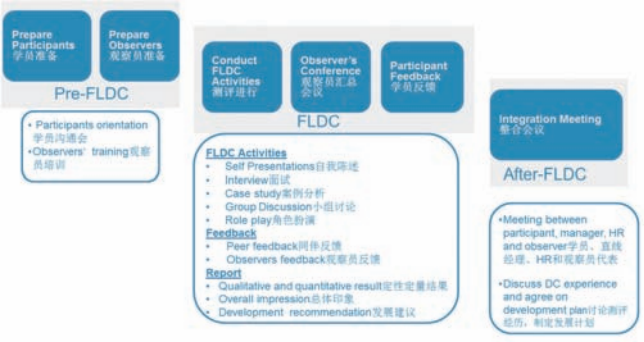 Prepare
Participants
学员准备
Prepare
Observers
观察员准备
Pre-FLDC
• Participants orientation
学员沟通会
• Observers' training观察
员培训
Conduct
FLDC
Activities
测评进行
Observer's
Conference
观察员汇总
会议
Participant
Feedback
学员反馈
FLDC
FLDC Activities
• Self Presentations自我陈述
• Interview面试
• Case study案例分析
• Group Discussion小组讨论
• Role play角色扮演
Feedback
• Peer feedback同伴反馈
• Observers feedback观察员反馈
Report
• Qualitative and quantitative result定性定量结果
• Overall impression总体印象
• Development recommendation发展建议
Integration Meeting
整合会议
After-FLDC
•Meeting between
participant, manager, HR
and observer学员、直线
经理、HR和观察员代表
•Discuss DC experience
and agree on
development plan讨论测评
经历，制定发展计划